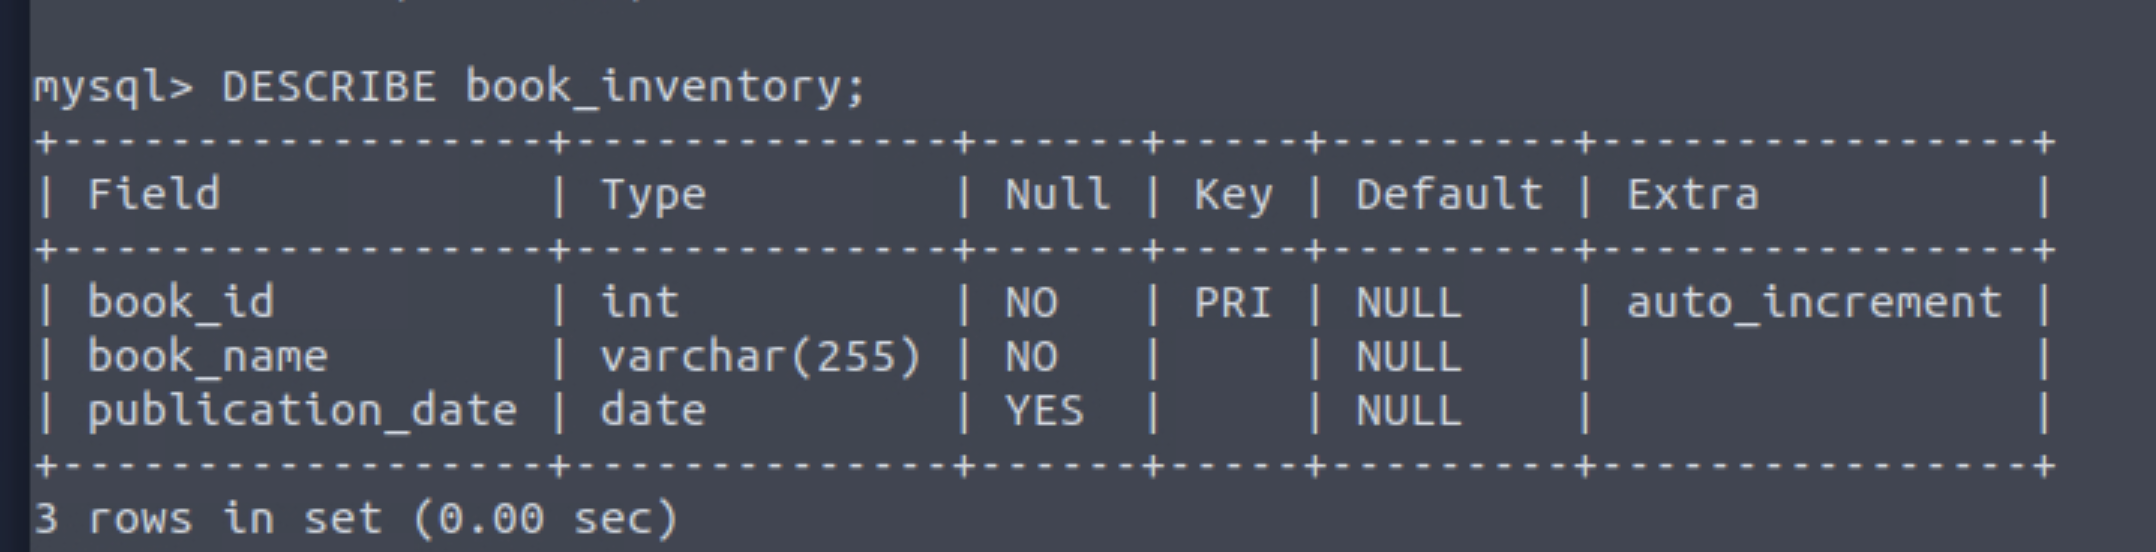 mysql> DESCRIBE book_inventory;
+------------------+--------------+------+-----+---------+----------------+
| Field            | Type         | Null | Key | Default | Extra          |
+------------------+--------------+------+-----+---------+----------------+
| book_id          | int          | NO   | PRI | NULL    | auto_increment |
| book_name        | varchar(255) | NO   |     | NULL    |                |
| publication_date | date         | YES  |     | NULL    |                |
+------------------+--------------+------+-----+---------+----------------+
3 rows in set (0.00 sec)